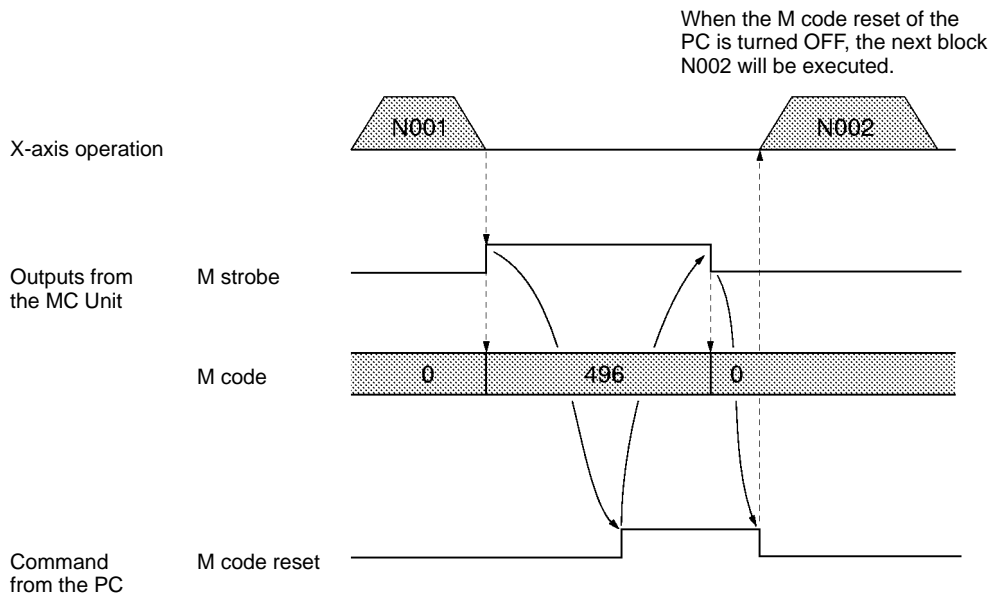 When the M code reset of the
PC is turned OFF, the next block
N002 will be executed.
N001
N002
X-axis operation
Outputs from
the MC Unit
M strobe
M code
0
496
0
Command
from the PC
M code reset